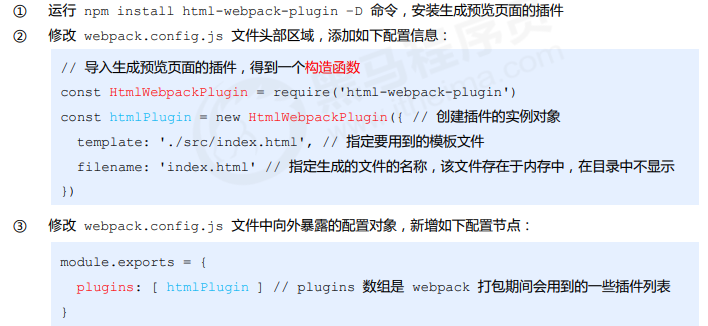 ① 运行 npm install html-webpack-plugin –D 命令，安装生成预览页面的插件
② 修改 webpack.config.js 文件头部区域，添加如下配置信息：
// 导入生成预览页面的插件，得到一个构造函数
const HtmlWebpackPlugin = require('html-webpack-plugin')
const htmlPlugin = new HtmlWebpackPlugin({ // 创建插件的实例对象
template: './src/index.html', // 指定要用到的模板文件
filename: 'index.html' // 指定生成的文件的名称，该文件存在于内存中，在目录中不显示
})
③ 修改 webpack.config.js 文件中向外暴露的配置对象，新增如下配置节点：
module.exports = {
plugins: [ htmlPlugin ] // plugins 数组是 webpack 打包期间会用到的一些插件列表
}